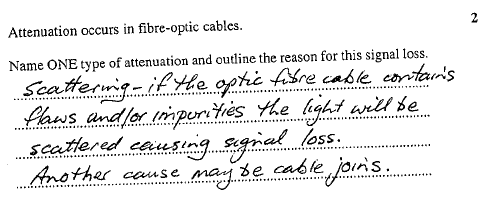 Attenuation occurs in fibre-optic cables.
2
Name ONE type of attenuation and outline the reason for this signal loss.
Scattering - if the optic fibre cable contains
flaws and/or impurities the light will be
scattered causing signal loss.
Another cause may be cable joins.